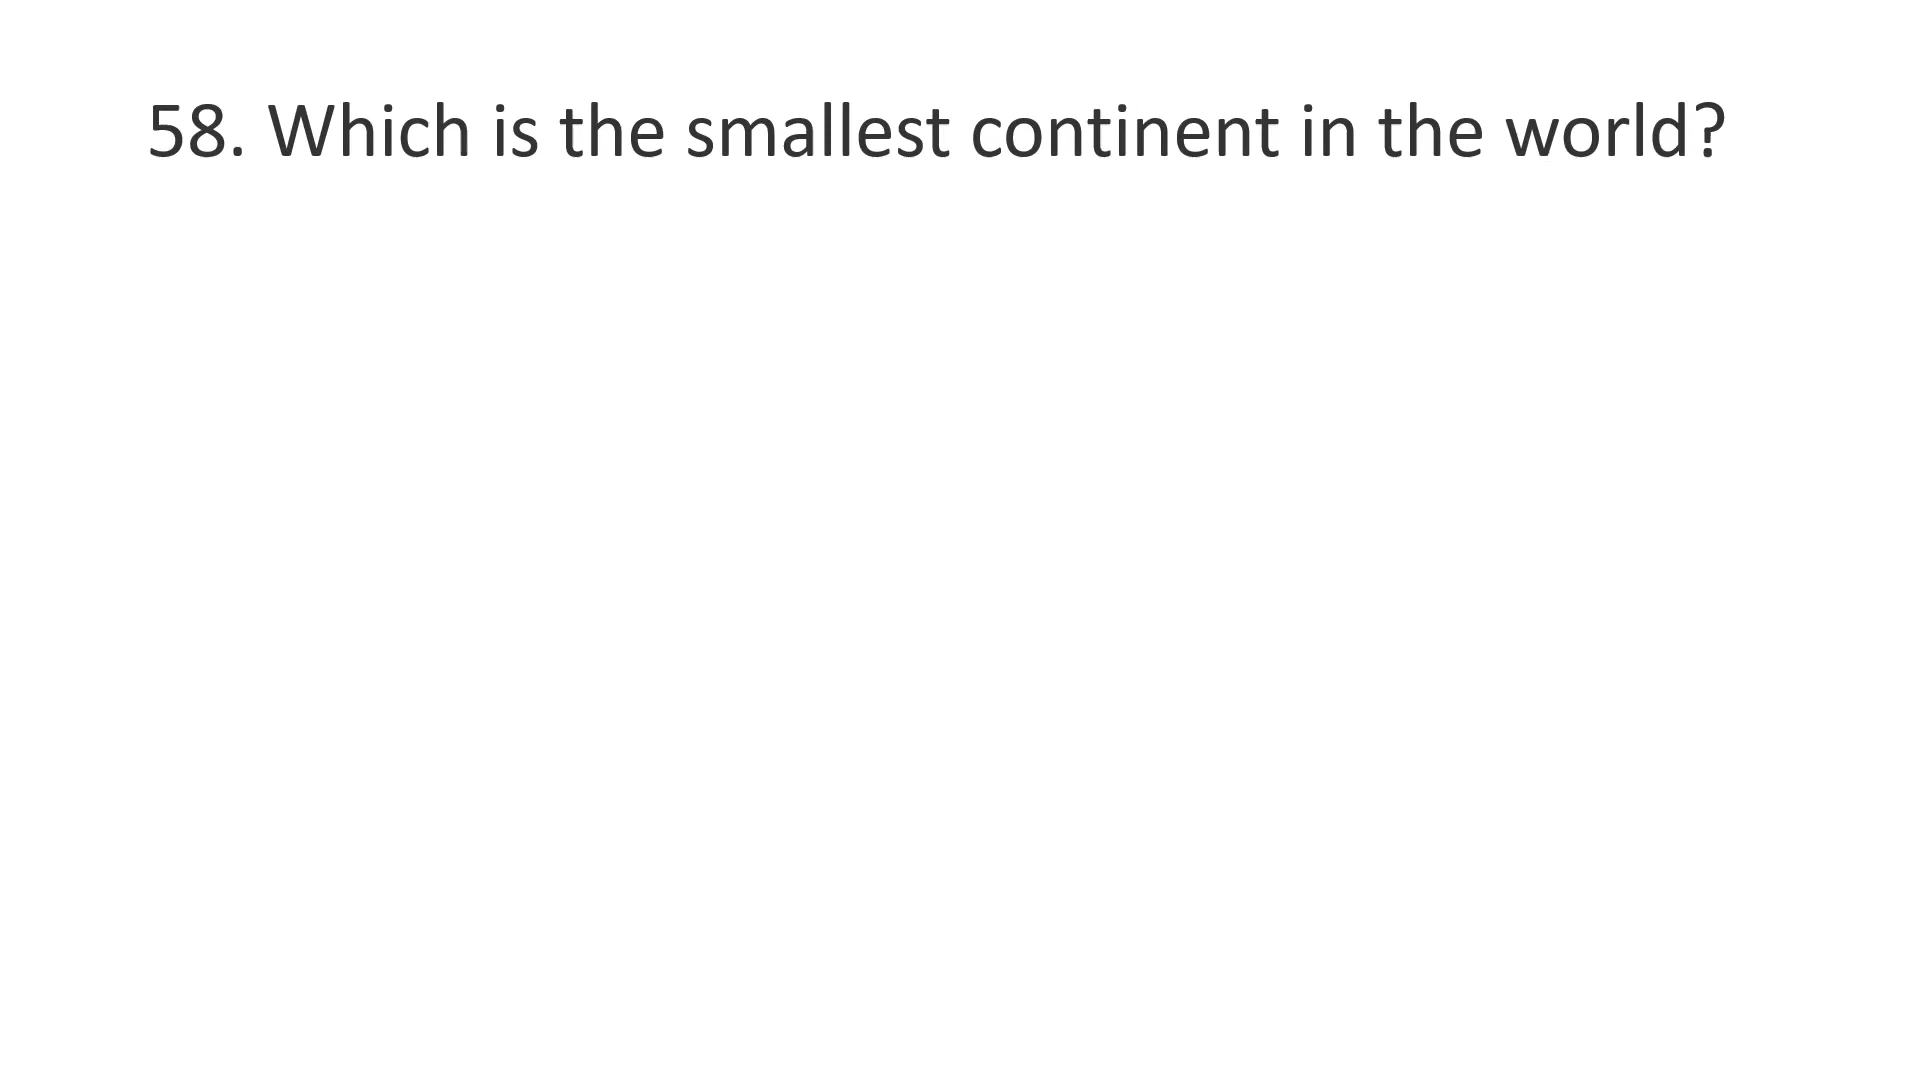 58. Which is the smallest continent in the world?